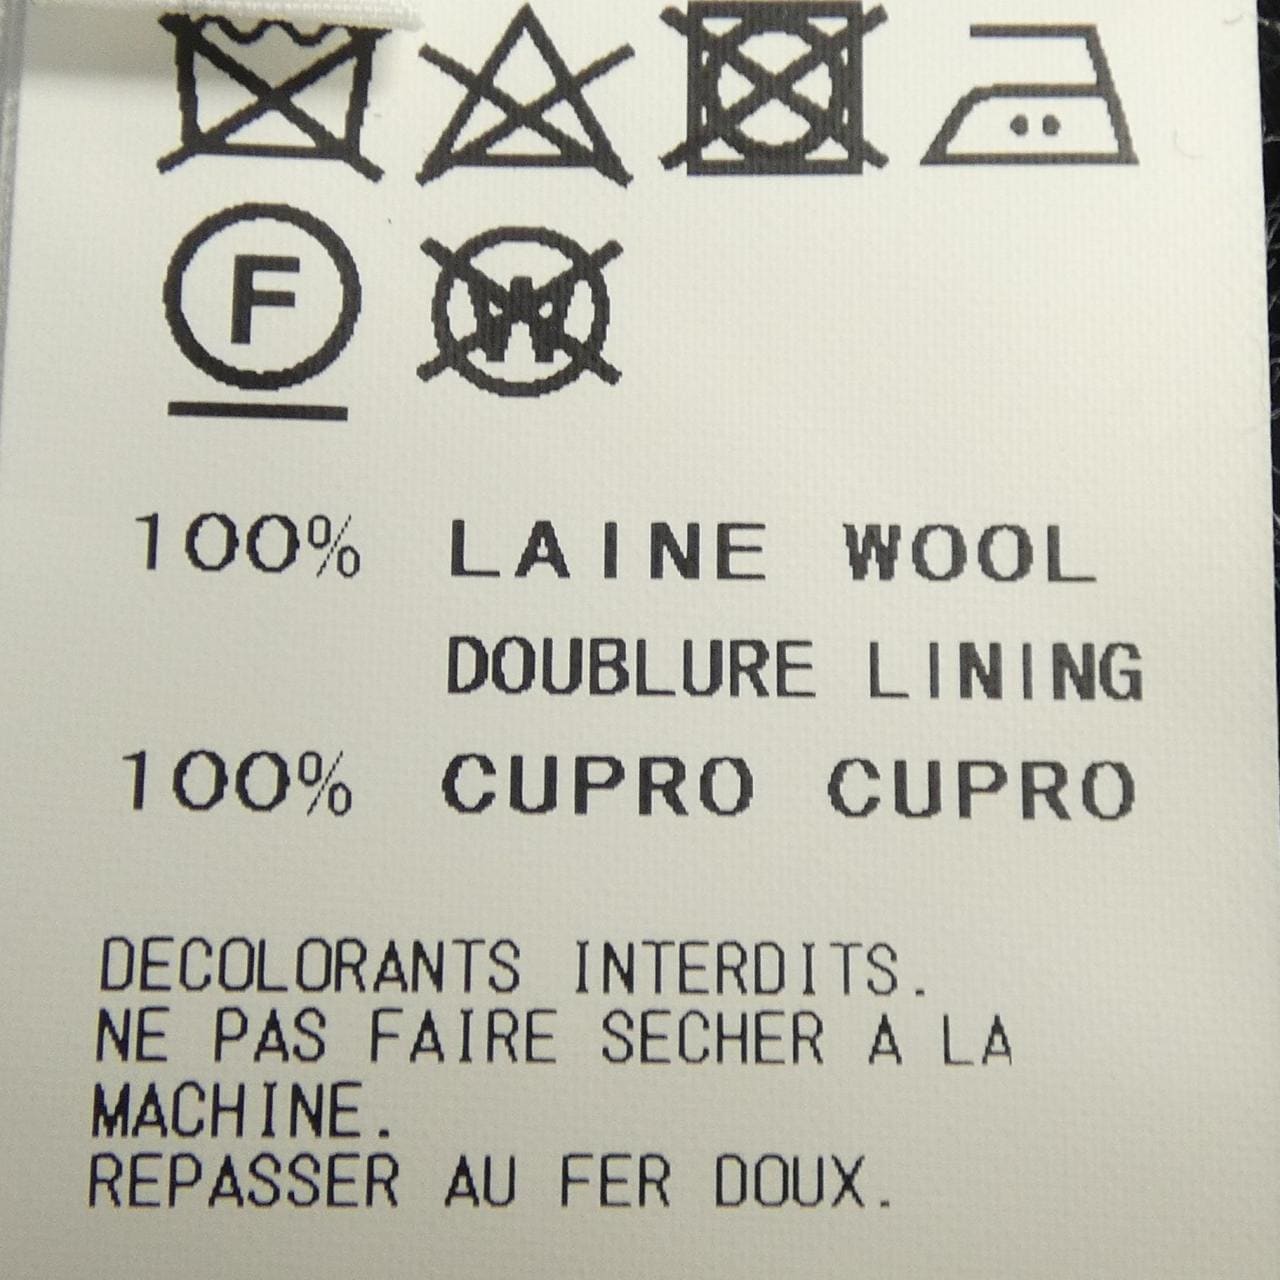 F W
100% LAINE WOOL
DOUBLURE LINING
100% CUPRO CUPRO
DECOLORANTS INTERDITS.
NE PAS FAIRE SECHER A LA
MACHINE.
REPASSER AU FER DOUX.